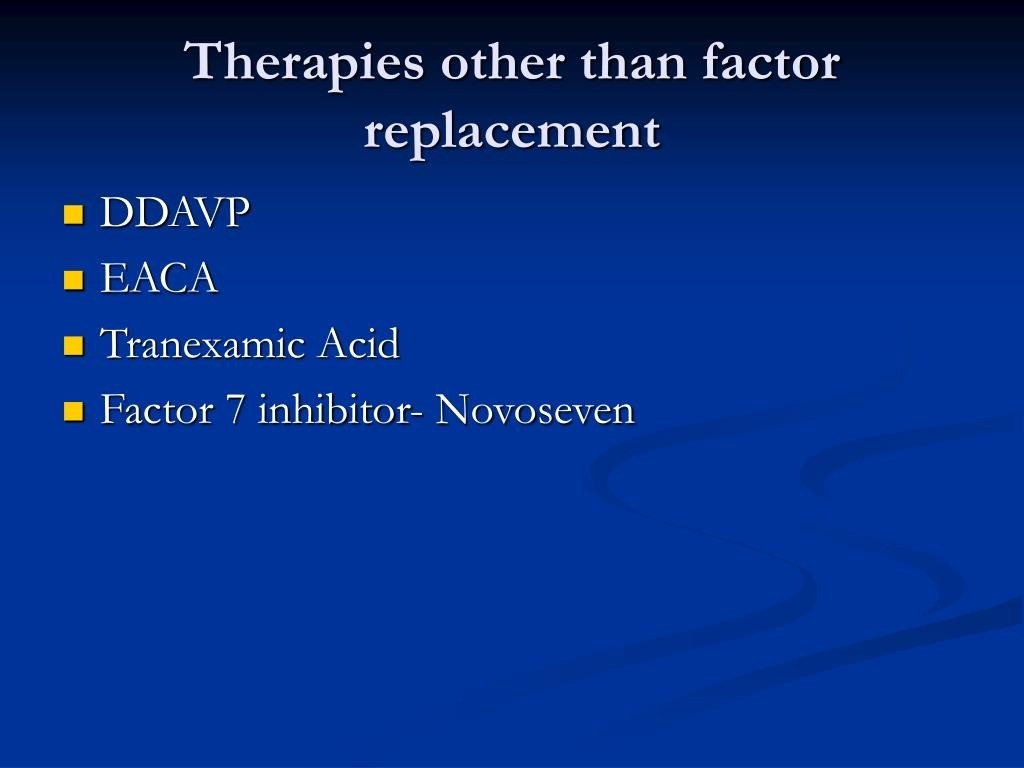 Therapies other than factor
replacement
DDAVP
EACA
Tranexamic Acid
Factor 7 inhibitor- Novoseven